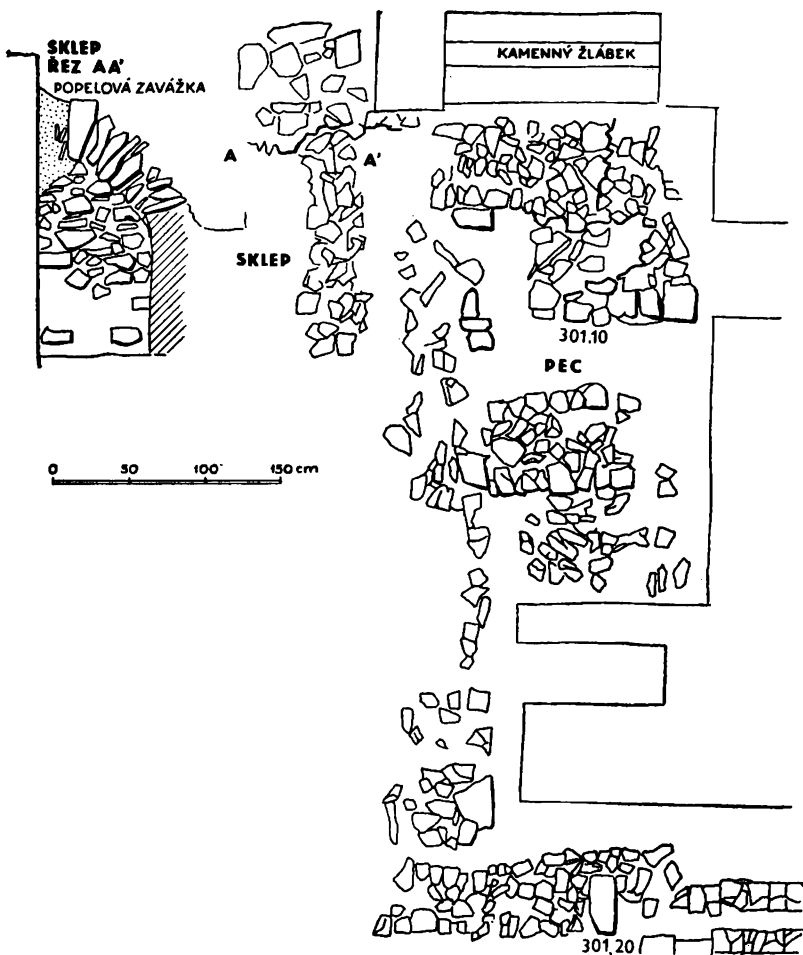 SKLEP
ŘEZ AA'
POPELOVÁ ZAVÁŽKA
KAMENNÝ ŽLÁBEK
A
A'
SKLEP
301.10
PEC
0 50 100 150 cm
301,20